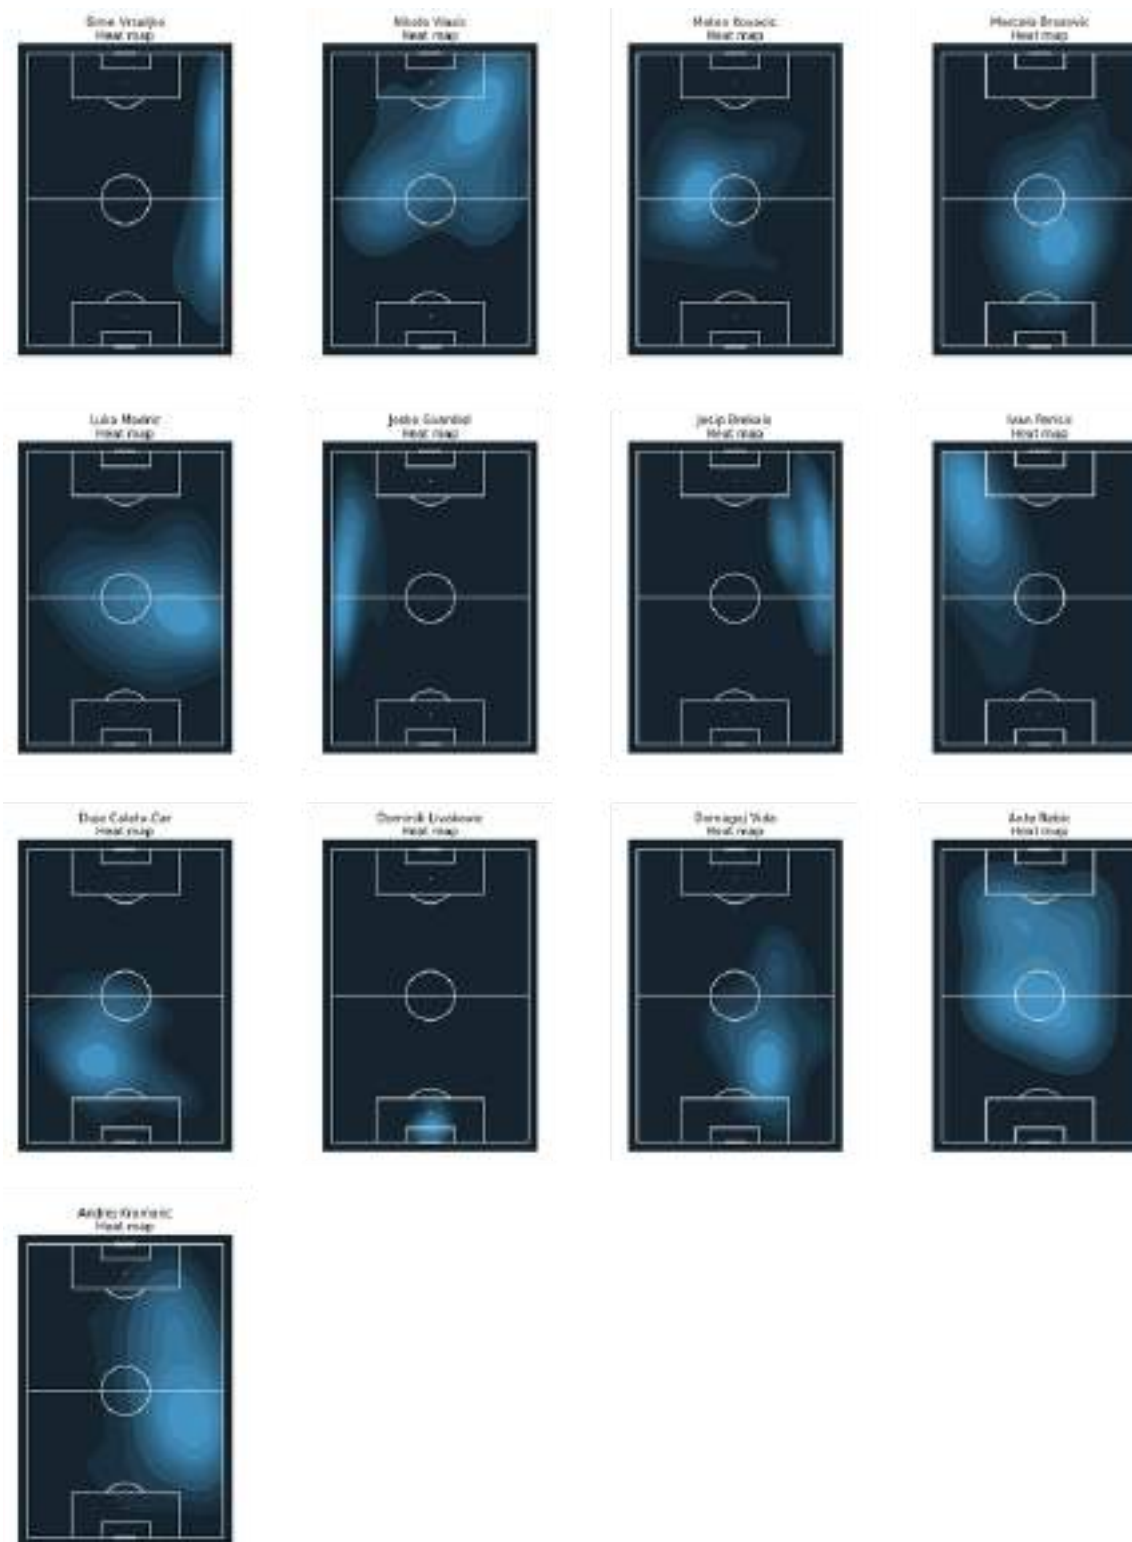 Sime Vrsaljko
Heat map
Nikola Vlasic
Heat map
Mateo Kovacic
Heat map
Marcelo Brozovic
Heat map
Luka Modric
Heat map
Josko Gvardiol
Heat map
Josip Brekalo
Heat map
Ivan Perisic
Heat map
Duje Caleta-Car
Heat map
Dominik Livakovic
Heat map
Domagoj Vida
Heat map
Ante Rebic
Heat map
Andrej Kramaric
Heat map